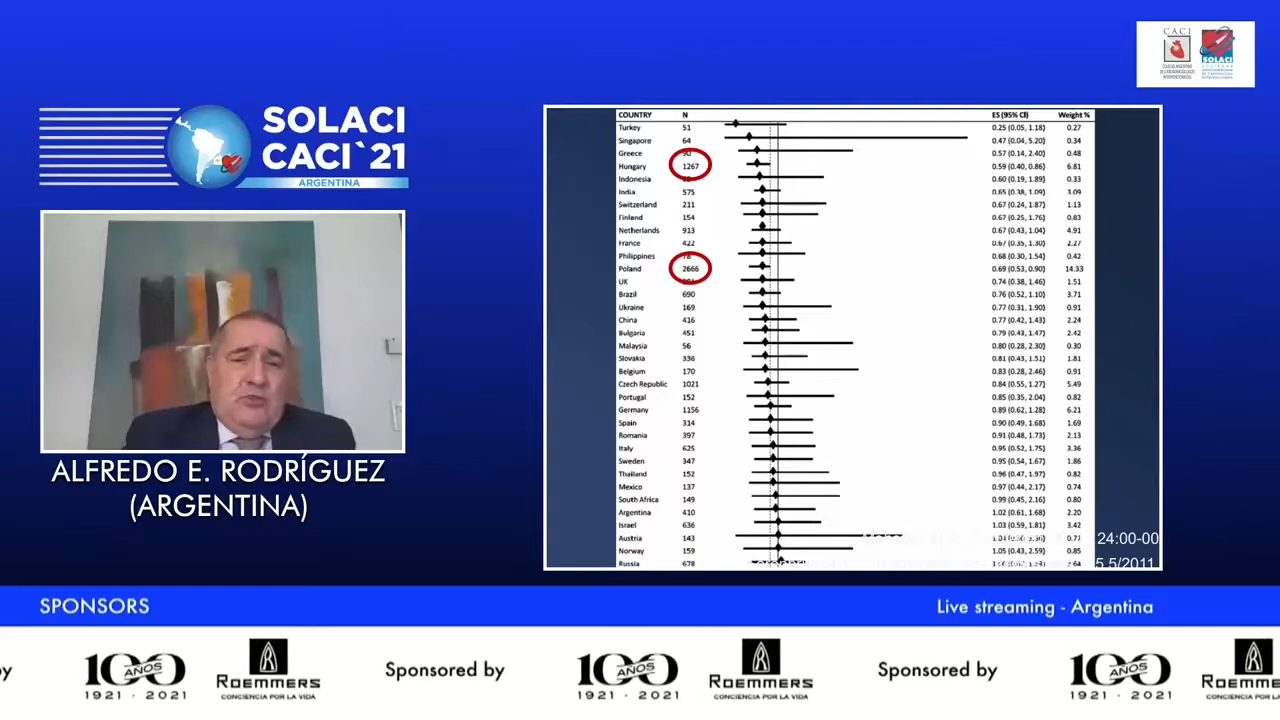 CACI
SOLACI
SOLACI
CACI`21
ARGENTINA
ALFREDO E. RODRÍGUEZ
(ARGENTINA)
COUNTRY N ES (95% CI) Weight %
Turkey 51 0.25 (0.05, 1.18) 0.27
Singapore 64 0.47 (0.04, 5.20) 0.34
Greece 0.57 (0.14, 2.40) 0.48
Hungary 1267 0.59 (0.40, 0.86) 6.81
Indonesia 0.60 (0.19, 1.89) 0.33
India 575 0.65 (0.38, 1.09) 3.09
Switzerland 211 0.67 (0.24, 1.87) 1.13
Finland 154 0.67 (0.25, 1.76) 0.83
Netherlands 913 0.67 (0.43, 1.04) 4.91
France 422 0.67 (0.35, 1.30) 2.27
Philippines 78 0.68 (0.30, 1.54) 0.42
Poland 2666 0.69 (0.53, 0.90) 14.33
UK 0.74 (0.38, 1.46) 1.51
Brazil 690 0.76 (0.52, 1.10) 3.71
Ukraine 169 0.77 (0.31, 1.90) 0.91
China 416 0.77 (0.42, 1.43) 2.24
Bulgaria 451 0.79 (0.43, 1.47) 2.42
Malaysia 56 0.80 (0.28, 2.30) 0.30
Slovakia 336 0.81 (0.43, 1.51) 1.81
Belgium 170 0.83 (0.28, 2.46) 0.91
Czech Republic 1021 0.84 (0.55, 1.27) 5.49
Portugal 152 0.85 (0.35, 2.04) 0.82
Germany 1156 0.89 (0.62, 1.28) 6.21
Spain 314 0.90 (0.49, 1.68) 1.69
Romania 397 0.91 (0.48, 1.73) 2.13
Italy 625 0.95 (0.52, 1.75) 3.36
Sweden 347 0.95 (0.54, 1.67) 1.86
Thailand 152 0.96 (0.47, 1.97) 0.82
Mexico 137 0.97 (0.44, 2.17) 0.74
South Africa 149 0.99 (0.45, 2.16) 0.80
Argentina 410 1.02 (0.61, 1.68) 2.20
Israel 636 1.03 (0.59, 1.81) 3.42
Austria 143 24:00-00
Norway 159 1.05 (0.43, 2.59) 0.85
Russia 678 5.5/2011
SPONSORS Live streaming - Argentina
100 AÑOS
1921 - 2021
ROEMMERS
CONCIENCIA POR LA VIDA
Sponsored by
100 AÑOS
1921 - 2021
ROEMMERS
CONCIENCIA POR LA VIDA
Sponsored by
100 AÑOS
1921 - 2021